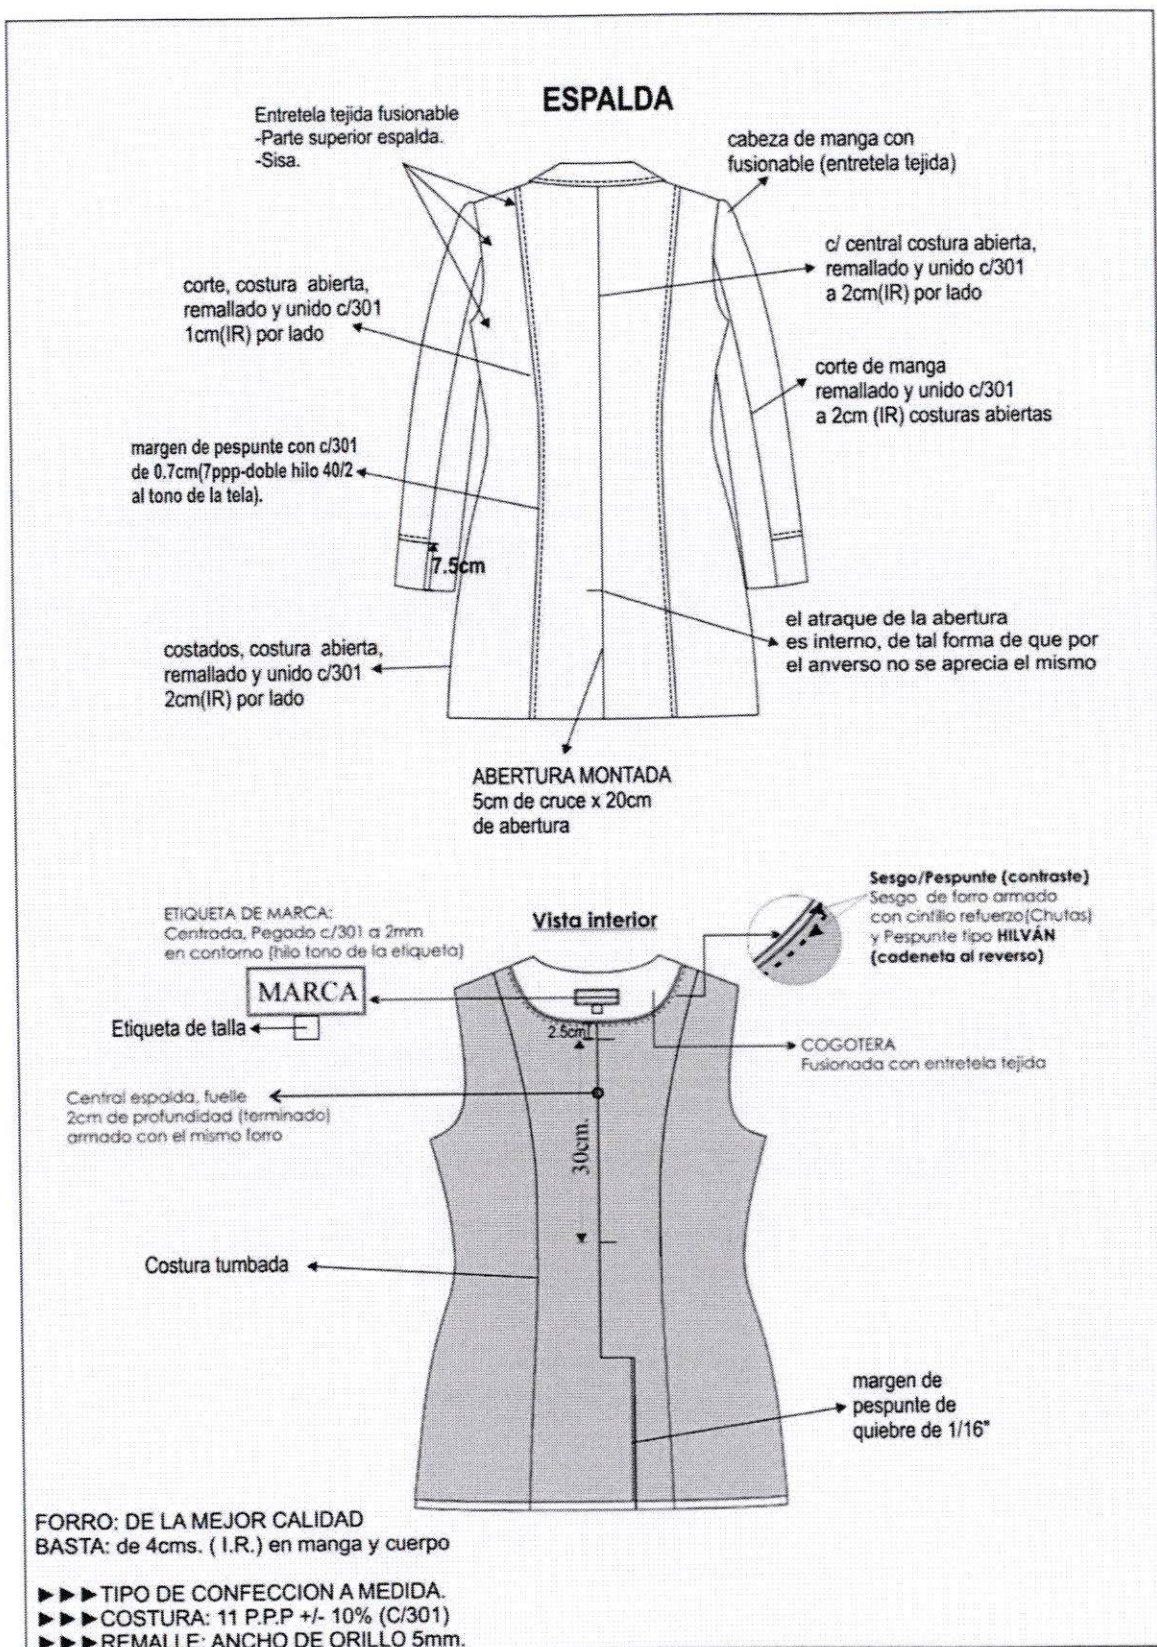 ESPALDA
Entretela tejida fusionable
-Parte superior espalda.
-Sisa.
cabeza de manga con
fusionable (entretela tejida)
c/ central costura abierta,
remallado y unido c/301
a 2cm(IR) por lado
corte, costura abierta,
remallado y unido c/301
1cm(IR) por lado
corte de manga
remallado y unido c/301
a 2cm (IR) costuras abiertas
margen de pespunte con c/301
de 0.7cm(7ppp-doble hilo 40/2
al tono de la tela).
7.5cm
el atraque de la abertura
es interno, de tal forma de que por
el anverso no se aprecia el mismo
costados, costura abierta,
remallado y unido c/301
2cm(IR) por lado
ABERTURA MONTADA
5cm de cruce x 20cm
de abertura
Sesgo/Pespunte (contraste)
Sesgo de forro armado
con cintillo refuerzo(Chutas)
y Pespunte tipo HILVÁN
(cadeneta al reverso)
ETIQUETA DE MARCA:
Centrada, Pegado c/301 a 2mm
en contorno (hilo tono de la etiqueta)
Vista interior
MARCA
Etiqueta de talla
2.5cm
COGOTERA
Fusionada con entretela tejida
Central espalda, fuelle
2cm de profundidad (terminado)
armado con el mismo forro
30cm.
Costura tumbada
margen de
pespunte de
quiebre de 1/16"
FORRO: DE LA MEJOR CALIDAD
BASTA: de 4cms. ( I.R.) en manga y cuerpo
►►►TIPO DE CONFECCION A MEDIDA.
►►►COSTURA: 11 P.P.P +/- 10% (C/301)
►►►REMALLE: ANCHO DE ORILLO 5mm.